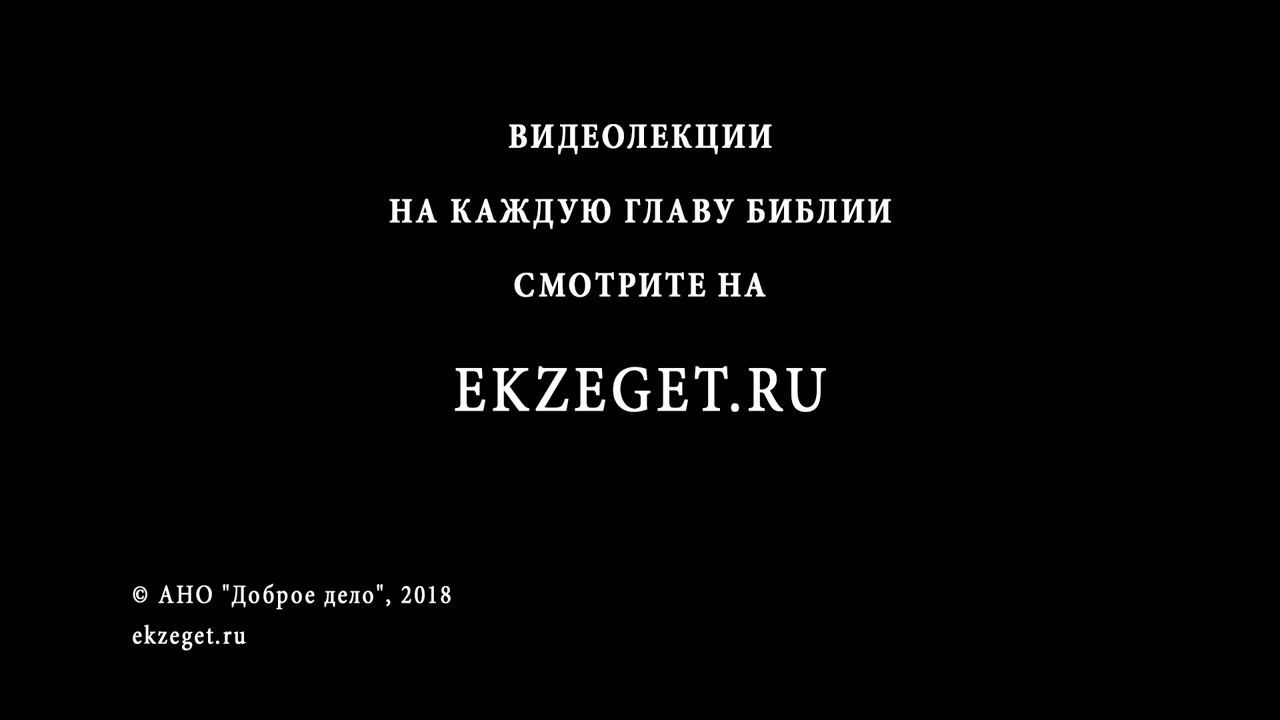 ВИДЕОЛЕКЦИИ
НА КАЖДУЮ ГЛАВУ БИБЛИИ
СМОТРИТЕ НА
EKZEGET.RU
© АНО "Доброе дело", 2018
ekzeget.ru